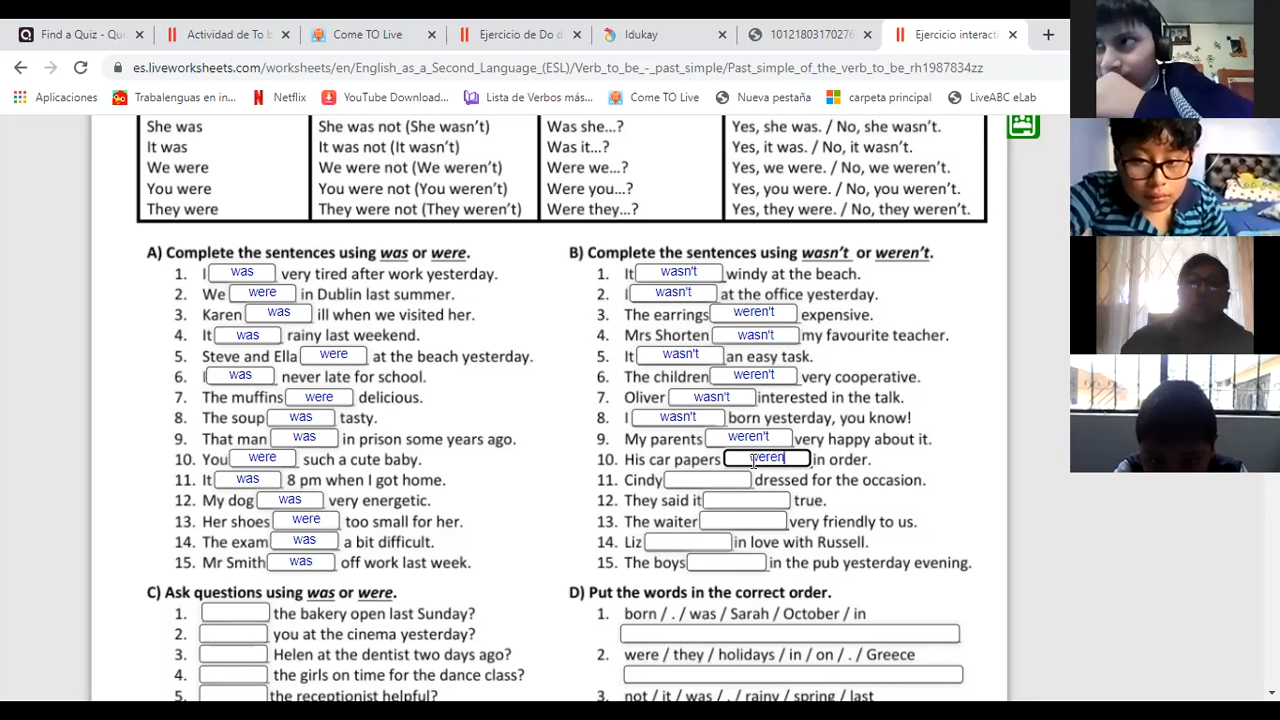 Find a Quiz - Qui
Actividad de To b
Come TO Live
Ejercicio de Do d
Idukay
10121803170276
Ejercicio interacti
es.liveworksheets.com/worksheets/en/English_as_a_Second_Language_(ESL)/Verb_to_be_-_past_simple/Past_simple_of_the_verb_to_be_rh1987834zz
Aplicaciones
Trabalenguas en in...
Netflix
YouTube Download...
Lista de Verbos más...
Come TO Live
Nueva pestaña
carpeta principal
LiveABC eLab
She was She was not (She wasn't) Was she...? Yes, she was. / No, she wasn't.
It was It was not (It wasn't) Was it...? Yes, it was. / No, it wasn't.
We were We were not (We weren't) Were we...? Yes, we were. / No, we weren't.
You were You were not (You weren't) Were you...? Yes, you were. / No, you weren't.
They were They were not (They weren't) Were they...? Yes, they were. / No, they weren't.
A) Complete the sentences using was or were.
1. I was very tired after work yesterday.
2. We were in Dublin last summer.
3. Karen was ill when we visited her.
4. It was rainy last weekend.
5. Steve and Ella were at the beach yesterday.
6. I was never late for school.
7. The muffins were delicious.
8. The soup was tasty.
9. That man was in prison some years ago.
10. You were such a cute baby.
11. It was 8 pm when I got home.
12. My dog was very energetic.
13. Her shoes were too small for her.
14. The exam was a bit difficult.
15. Mr Smith was off work last week.
B) Complete the sentences using wasn't or weren't.
1. It wasn't windy at the beach.
2. I wasn't at the office yesterday.
3. The earrings weren't expensive.
4. Mrs Shorten wasn't my favourite teacher.
5. It wasn't an easy task.
6. The children weren't very cooperative.
7. Oliver wasn't interested in the talk.
8. I wasn't born yesterday, you know!
9. My parents weren't very happy about it.
10. His car papers weren in order.
11. Cindy dressed for the occasion.
12. They said it true.
13. The waiter very friendly to us.
14. Liz in love with Russell.
15. The boys in the pub yesterday evening.
C) Ask questions using was or were.
1. the bakery open last Sunday?
2. you at the cinema yesterday?
3. Helen at the dentist two days ago?
4. the girls on time for the dance class?
5. the receptionist helpful?
D) Put the words in the correct order.
1. born / . / was / Sarah / October / in
2. were / they / holidays / in / on / . / Greece
3. not / it / was / . / rainy / spring / last